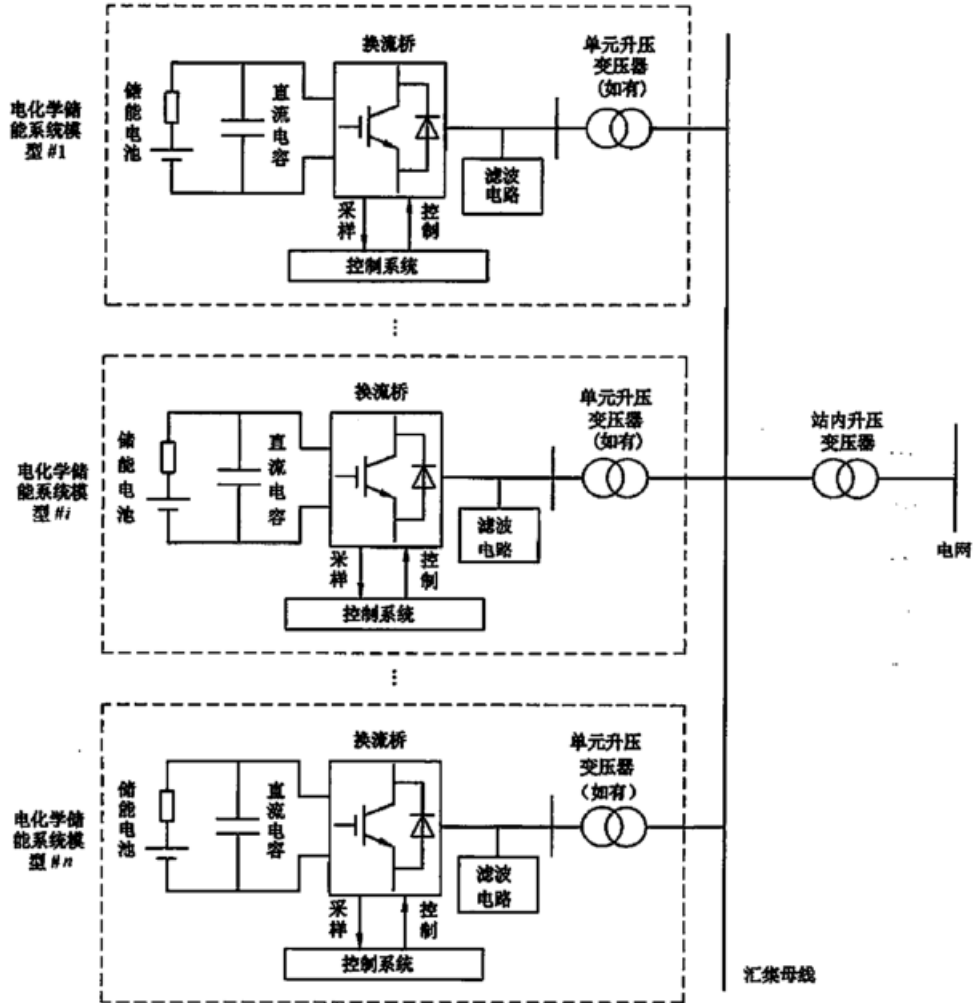 换流桥
单元升压
变压器
(如有)
电化学储
能系统模
型 #1
储能电池
直流电容
滤波
电路
采样
控制
控制系统
⋮
换流桥
单元升压
变压器
(如有)
站内升压
变压器
电化学储
能系统模
型 #i
储能电池
直流电容
滤波
电路
电网
采样
控制
控制系统
⋮
换流桥
单元升压
变压器
(如有)
电化学储
能系统模
型 #n
储能电池
直流电容
滤波
电路
采样
控制
控制系统
汇集母线